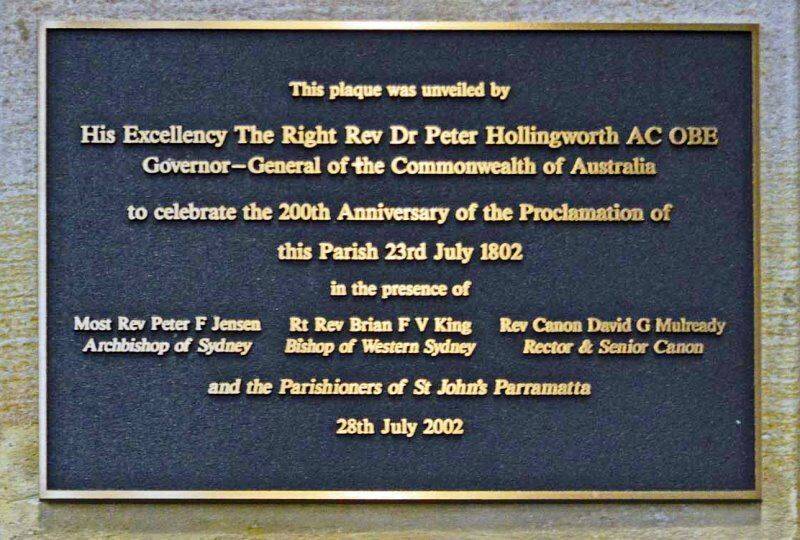 This plaque was unveiled by
His Excellency The Right Rev Dr Peter Hollingworth AC OBE
Governor–General of the Commonwealth of Australia
to celebrate the 200th Anniversary of the Proclamation of
this Parish 23rd July 1802
in the presence of
Most Rev Peter F Jensen Rt Rev Brian F V King Rev Canon David G Mulready
Archbishop of Sydney Bishop of Western Sydney Rector & Senior Canon
and the Parishioners of St John's Parramatta
28th July 2002